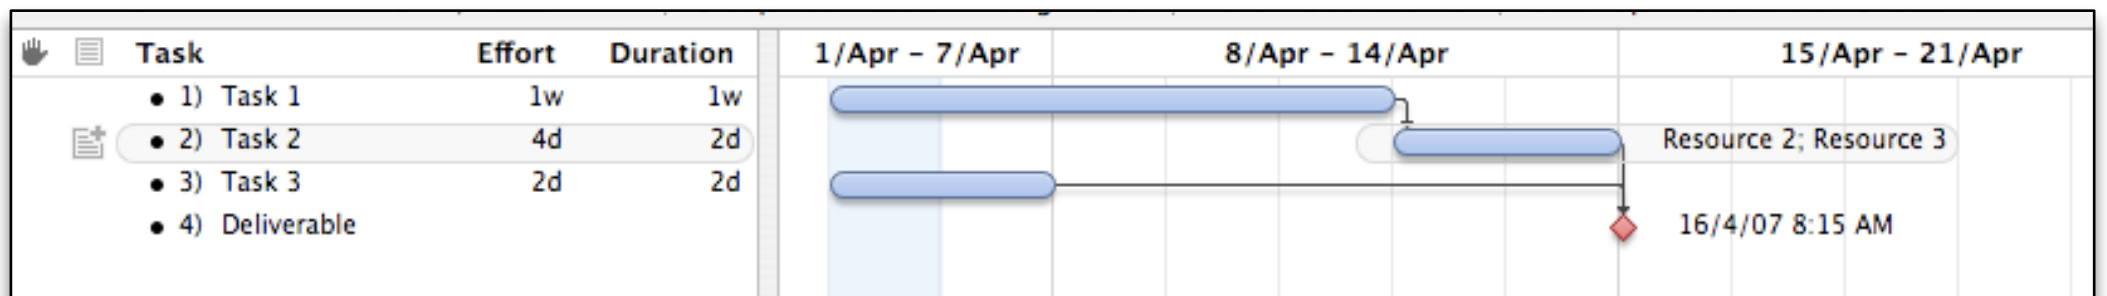 Task Effort Duration 1/Apr – 7/Apr 8/Apr – 14/Apr 15/Apr – 21/Apr
• 1) Task 1 1w 1w
• 2) Task 2 4d 2d Resource 2; Resource 3
• 3) Task 3 2d 2d
• 4) Deliverable 16/4/07 8:15 AM